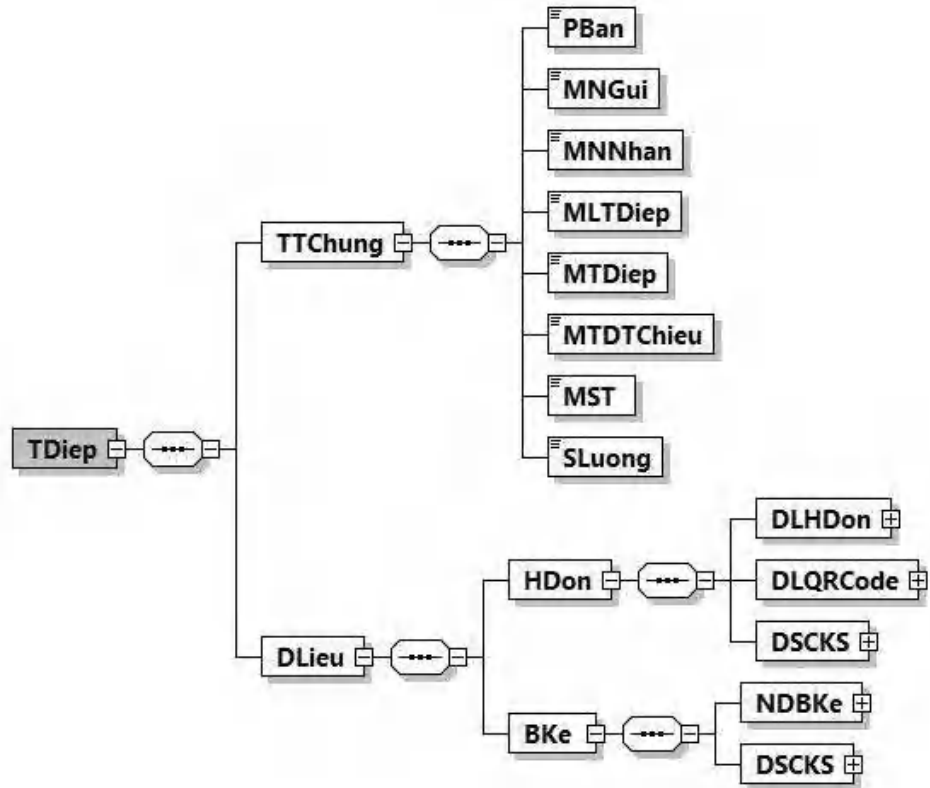 PBan
MNGui
MNNhan
MLTDiep
TTChung
MTDiep
MTDTChieu
MST
TDiep
SLuong
DLHDon
HDon
DLQRCode
DLieu
DSCKS
NDBKe
BKe
DSCKS